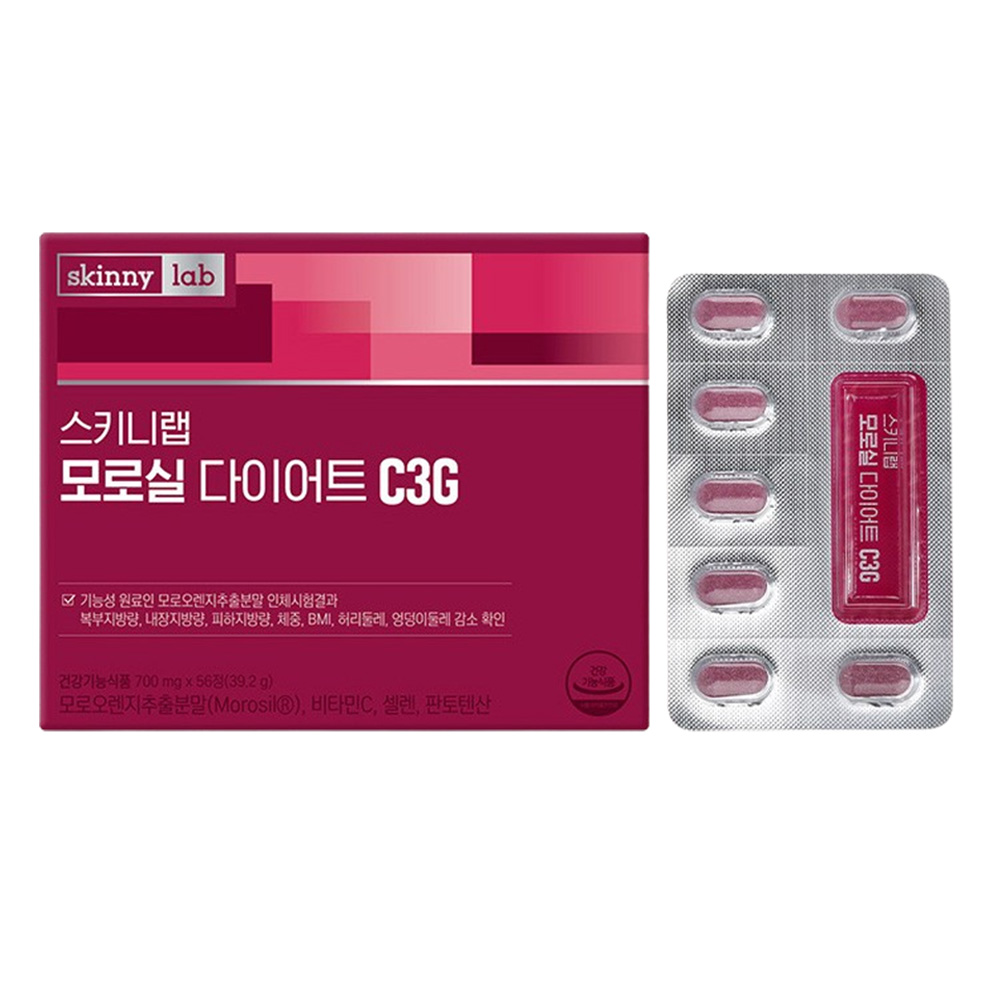 skinny lab
스키니랩
모로실 다이어트 C3G
기능성 원료인 모로오렌지추출분말 인체시험결과
복부지방량, 내장지방량, 피하지방량, 체중, BMI, 허리둘레, 엉덩이둘레 감소 확인
건강기능식품 700 mg x 56정(39.2 g)
모로오렌지추출분말(Morosil®), 비타민C, 셀렌, 판토텐산
건강
기능식품
스키니랩
모로실 다이어트 C3G